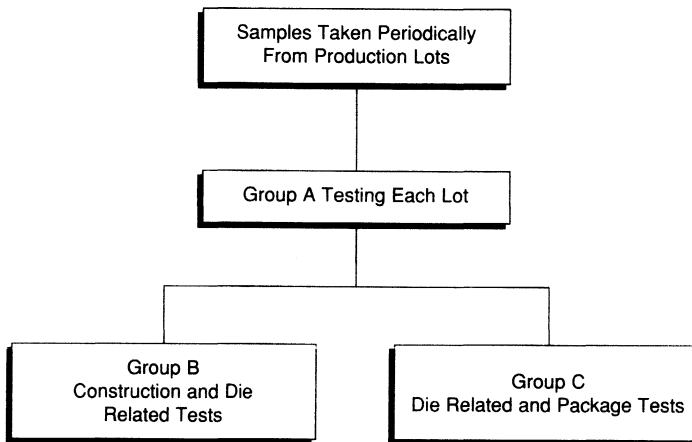 Samples Taken Periodically
From Production Lots
Group A Testing Each Lot
Group B
Construction and Die
Related Tests
Group C
Die Related and Package Tests